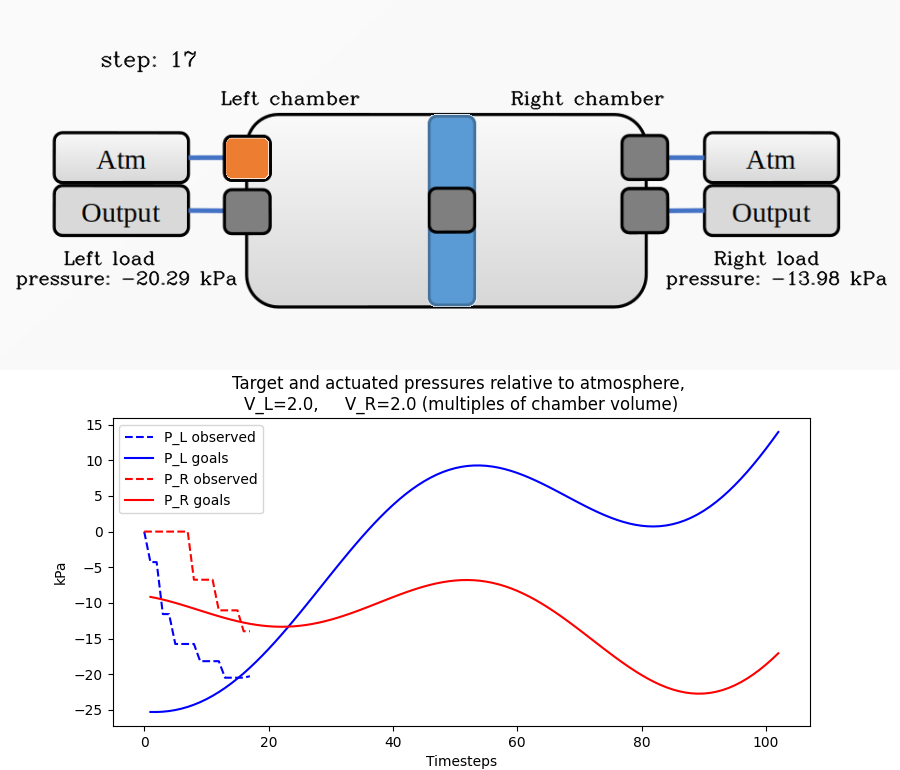 step: 17
Left chamber
Right chamber
Atm
Atm
Output
Output
Left load
pressure: −20.29 kPa
Right load
pressure: −13.98 kPa
Target and actuated pressures relative to atmosphere,
V_L=2.0,     V_R=2.0 (multiples of chamber volume)
P_L observed
P_L goals
P_R observed
P_R goals
15
10
5
0
−5
−10
−15
−20
−25
kPa
0
20
40
60
80
100
Timesteps